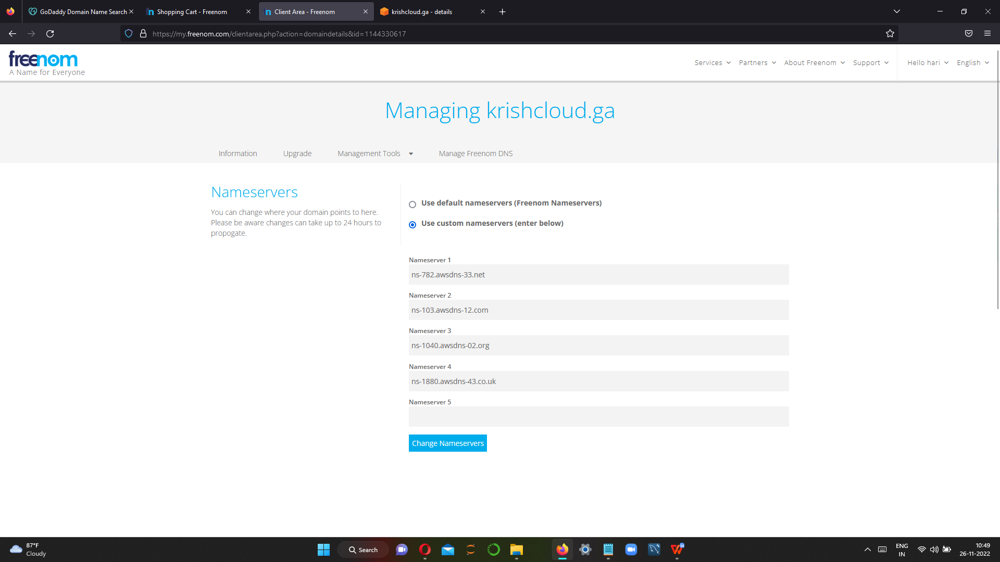 GoDaddy Domain Name Search
Shopping Cart - Freenom
Client Area - Freenom
krishcloud.ga - details
https://my.freenom.com/clientarea.php?action=domaindetails&id=1144330617
freenom
A Name for Everyone
Services
Partners
About Freenom
Support
Hello hari
English
Managing krishcloud.ga
Information
Upgrade
Management Tools
Manage Freenom DNS
Nameservers
You can change where your domain points to here.
Please be aware changes can take up to 24 hours to
propogate.
Use default nameservers (Freenom Nameservers)
Use custom nameservers (enter below)
Nameserver 1
ns-782.awsdns-33.net
Nameserver 2
ns-103.awsdns-12.com
Nameserver 3
ns-1040.awsdns-02.org
Nameserver 4
ns-1880.awsdns-43.co.uk
Nameserver 5
Change Nameservers
87°F
Cloudy
Search
ENG
IN
10:49
26-11-2022